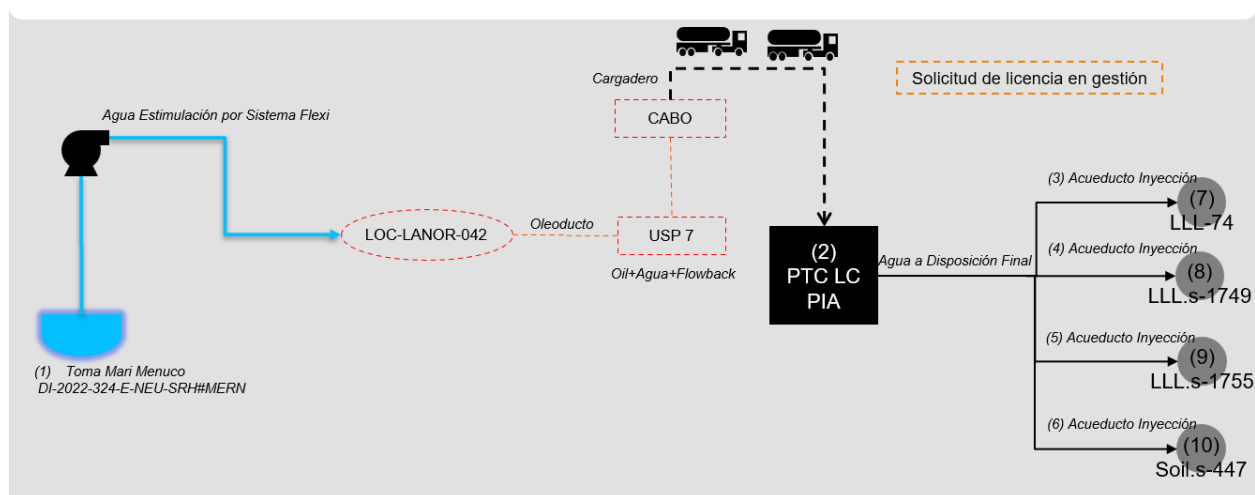 Cargadero
Solicitud de licencia en gestión
Agua Estimulación por Sistema Flexi
CABO
(3) Acueducto Inyección
(7)
LLL-74
LOC-LANOR-042
Oleoducto
USP 7
Oil+Agua+Flowback
(2)
PTC LC
PIA
Agua a Disposición Final
(4) Acueducto Inyección
(8)
LLL.s-1749
(5) Acueducto Inyección
(9)
LLL.s-1755
(1) Toma Mari Menuco
DI-2022-324-E-NEU-SRH#MERN
(6) Acueducto Inyección
(10)
Soil.s-447